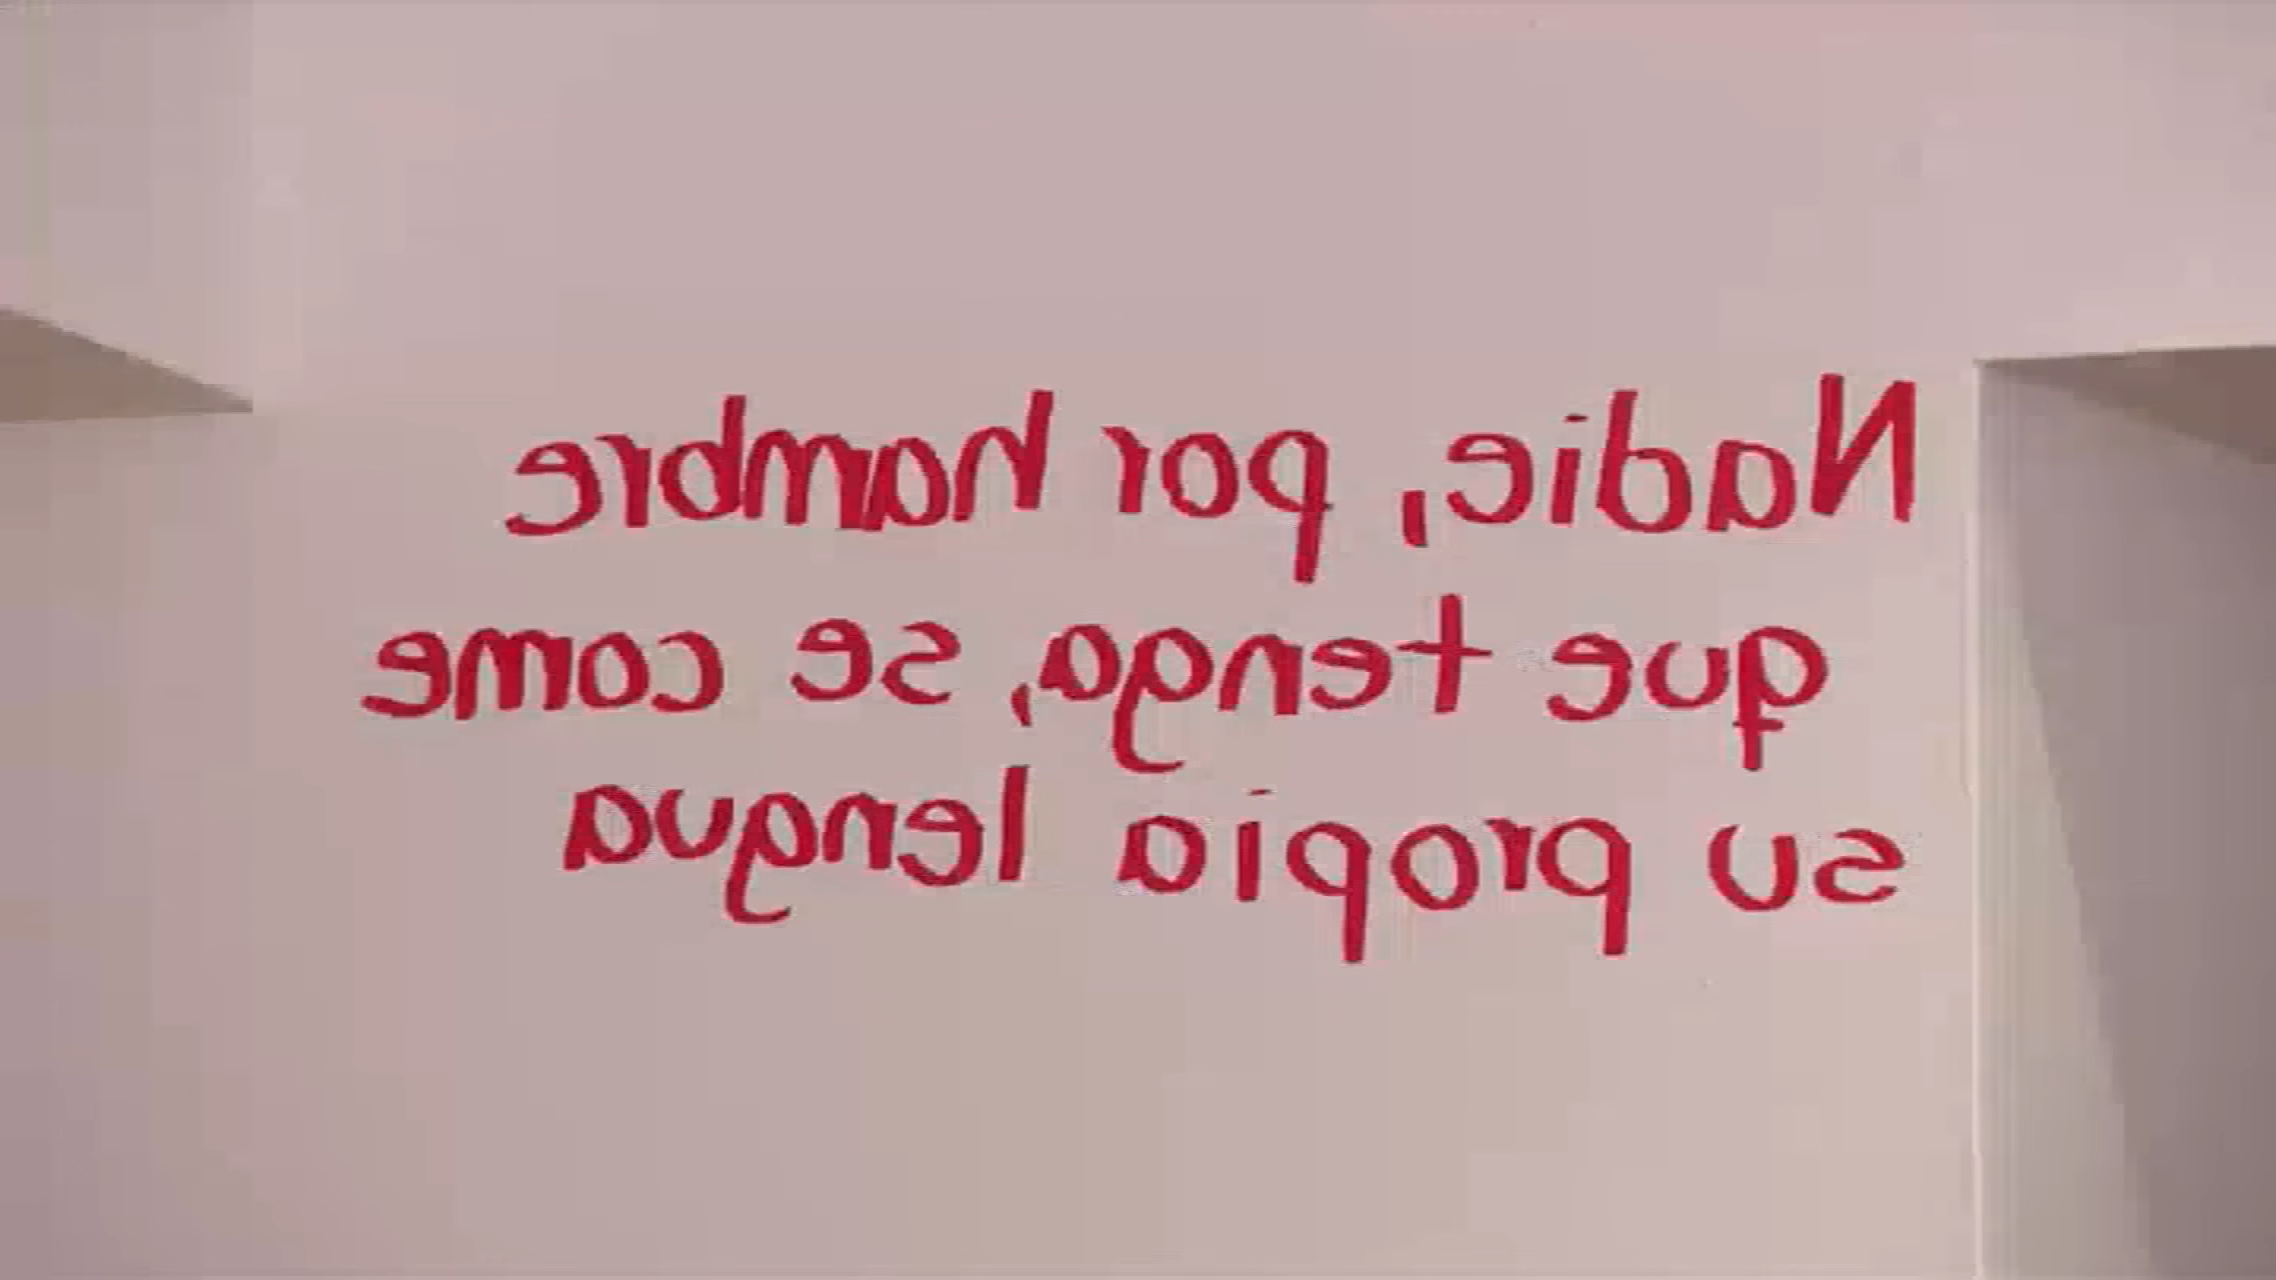 Nadie, por hambre
que tenga, se come
su propia lengua